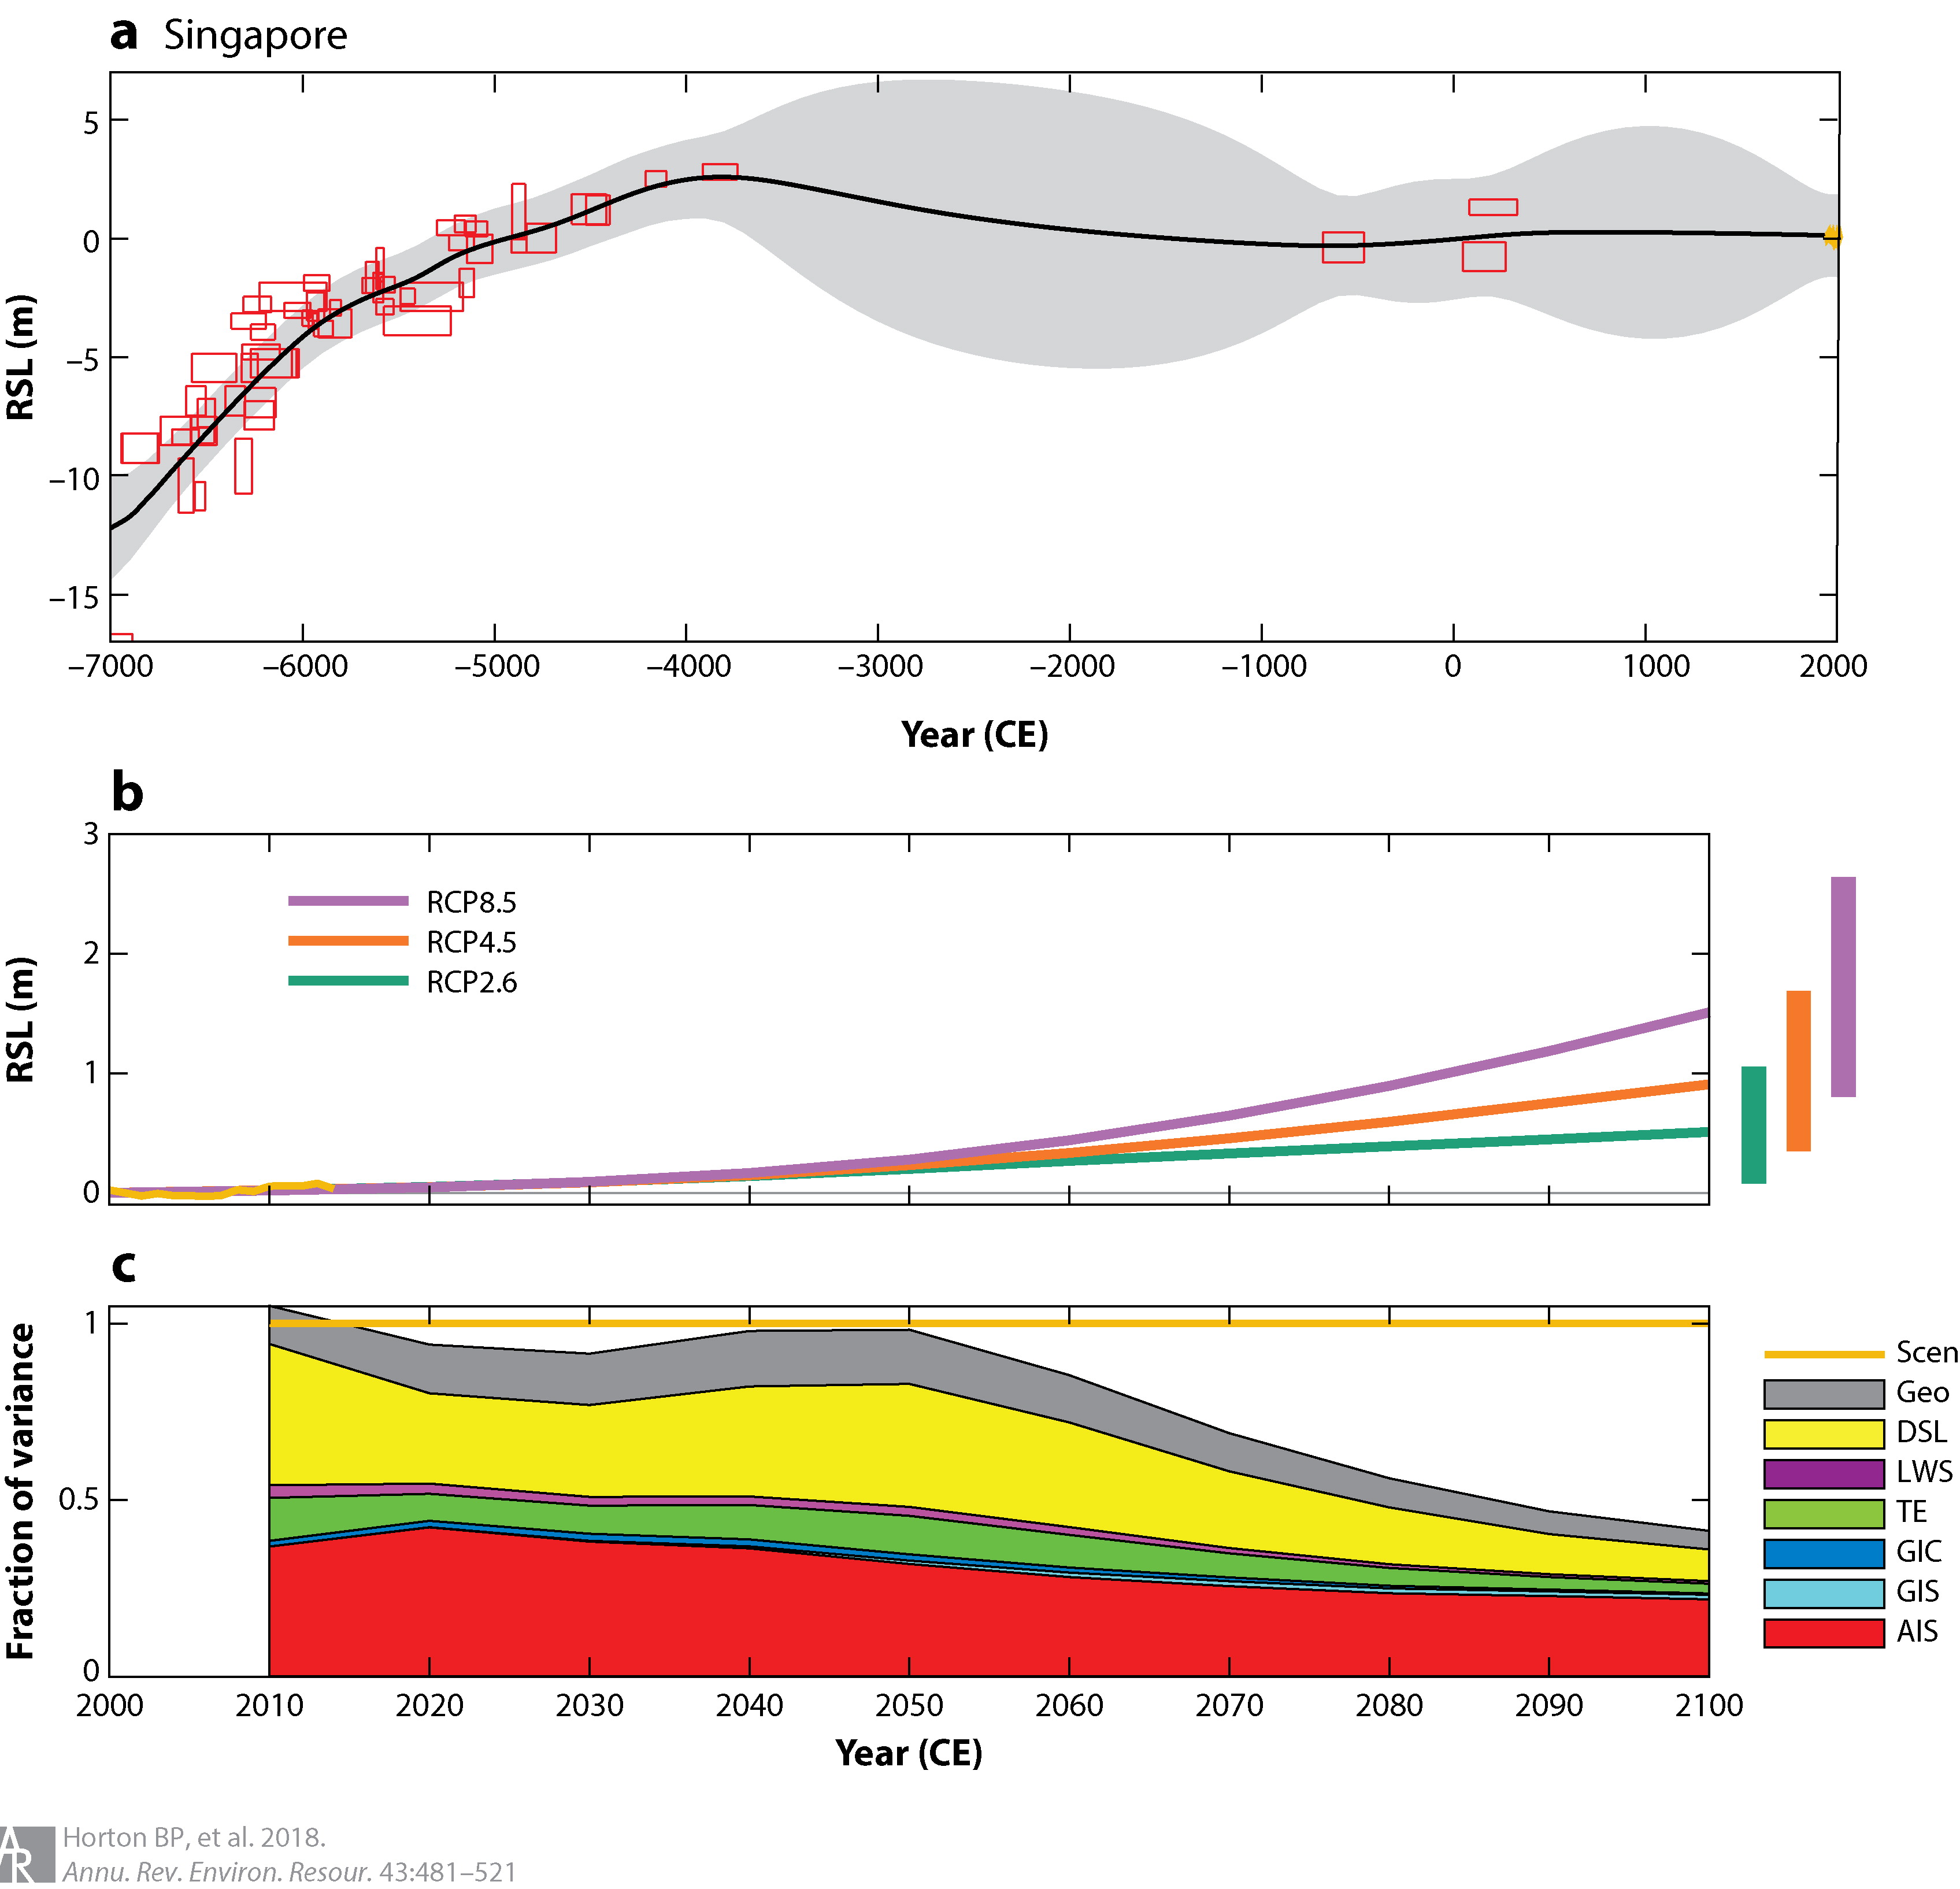 a Singapore
5
0
−5
−10
−15
RSL (m)
−7000 −6000 −5000 −4000 −3000 −2000 −1000 0 1000 2000
Year (CE)
b
3
2
1
0
RSL (m)
RCP8.5
RCP4.5
RCP2.6
c
1
0.5
0
Fraction of variance
2000 2010 2020 2030 2040 2050 2060 2070 2080 2090 2100
Year (CE)
Scen
Geo
DSL
LWS
TE
GIC
GIS
AIS
AR
Horton BP, et al. 2018.
Annu. Rev. Environ. Resour. 43:481–521